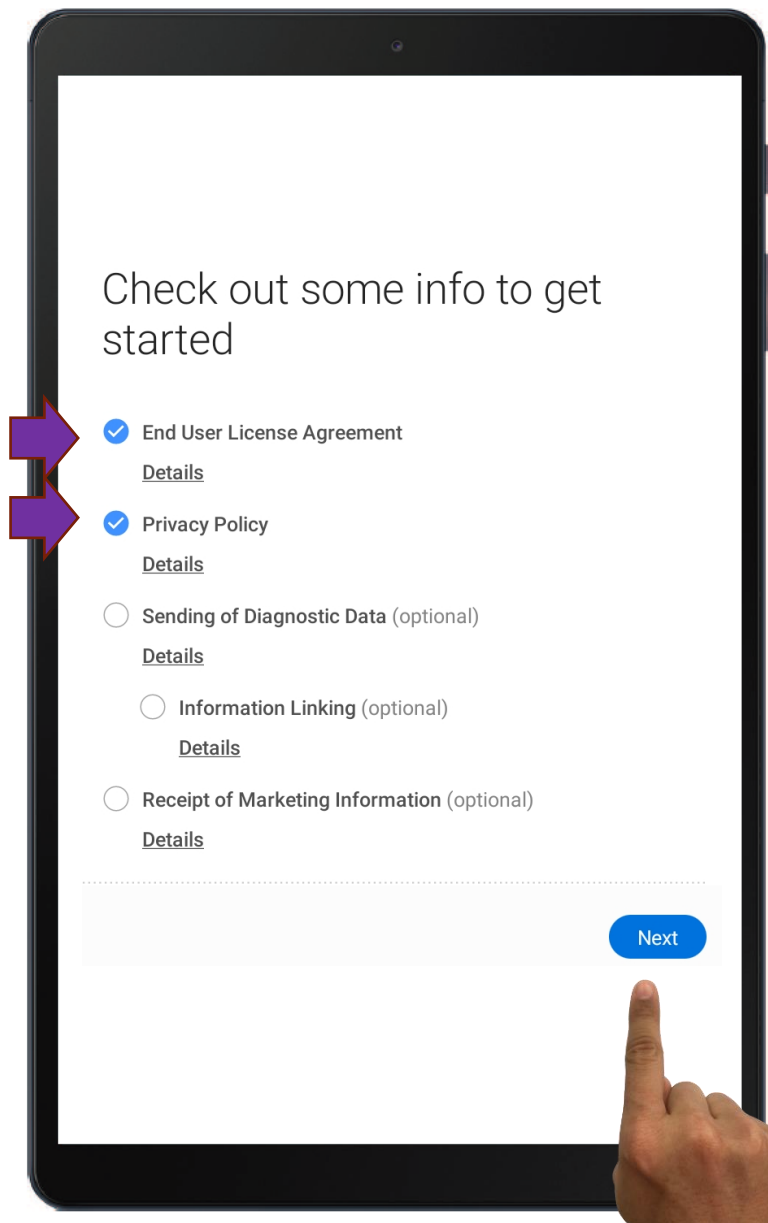 Check out some info to get
started
End User License Agreement
Details
Privacy Policy
Details
Sending of Diagnostic Data (optional)
Details
Information Linking (optional)
Details
Receipt of Marketing Information (optional)
Details
Next